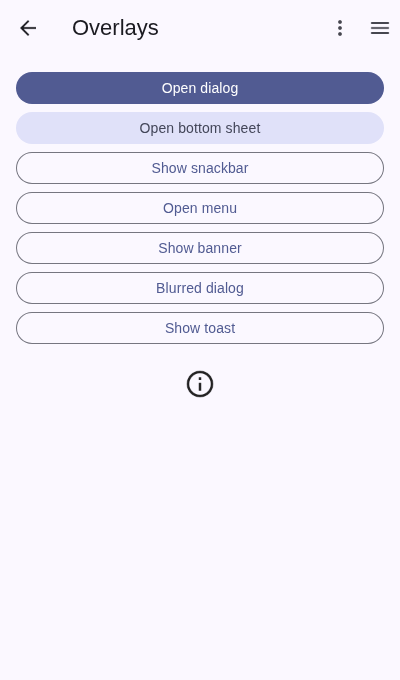 Overlays
Open dialog
Open bottom sheet
Show snackbar
Open menu
Show banner
Blurred dialog
Show toast